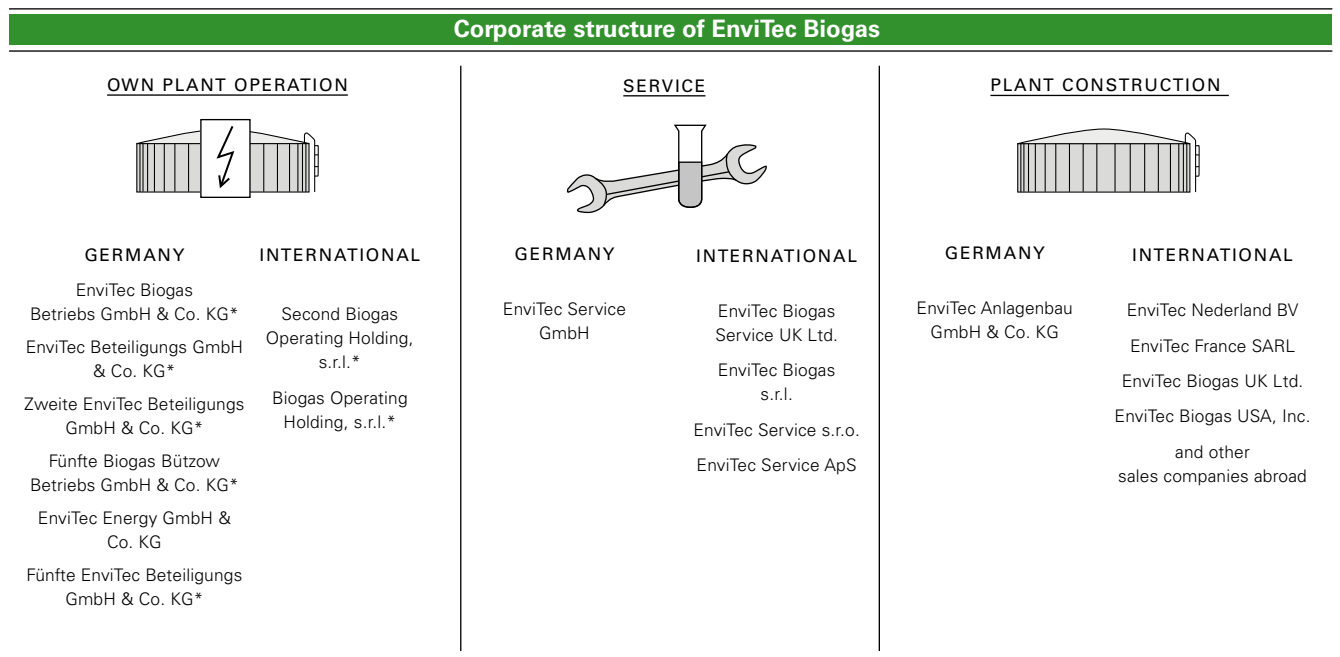 Corporate structure of EnviTec Biogas
OWN PLANT OPERATION
GERMANY
EnviTec Biogas
Betriebs GmbH & Co. KG*
EnviTec Beteiligungs GmbH
& Co. KG*
Zweite EnviTec Beteiligungs
GmbH & Co. KG*
Fünfte Biogas Bützow
Betriebs GmbH & Co. KG*
EnviTec Energy GmbH &
Co. KG
Fünfte EnviTec Beteiligungs
GmbH & Co. KG*
INTERNATIONAL
Second Biogas
Operating Holding,
s.r.l.*
Biogas Operating
Holding, s.r.l.*
SERVICE
GERMANY
EnviTec Service
GmbH
INTERNATIONAL
EnviTec Biogas
Service UK Ltd.
EnviTec Biogas
s.r.l.
EnviTec Service s.r.o.
EnviTec Service ApS
PLANT CONSTRUCTION
GERMANY
EnviTec Anlagenbau
GmbH & Co. KG
INTERNATIONAL
EnviTec Nederland BV
EnviTec France SARL
EnviTec Biogas UK Ltd.
EnviTec Biogas USA, Inc.
and other
sales companies abroad